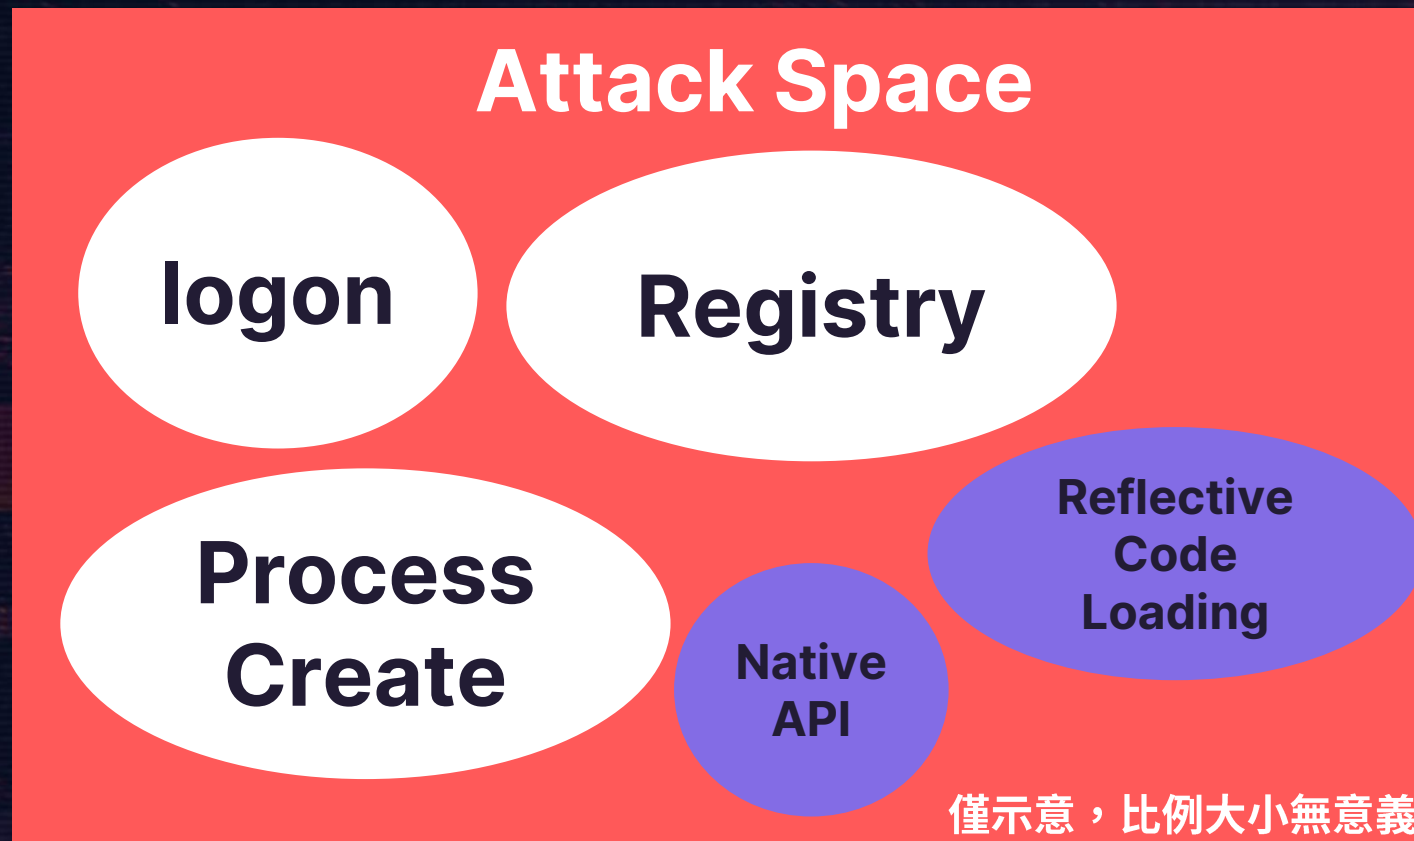 Attack Space
logon
Registry
Process
Create
Native
API
Reflective
Code
Loading
僅示意，比例大小無意義